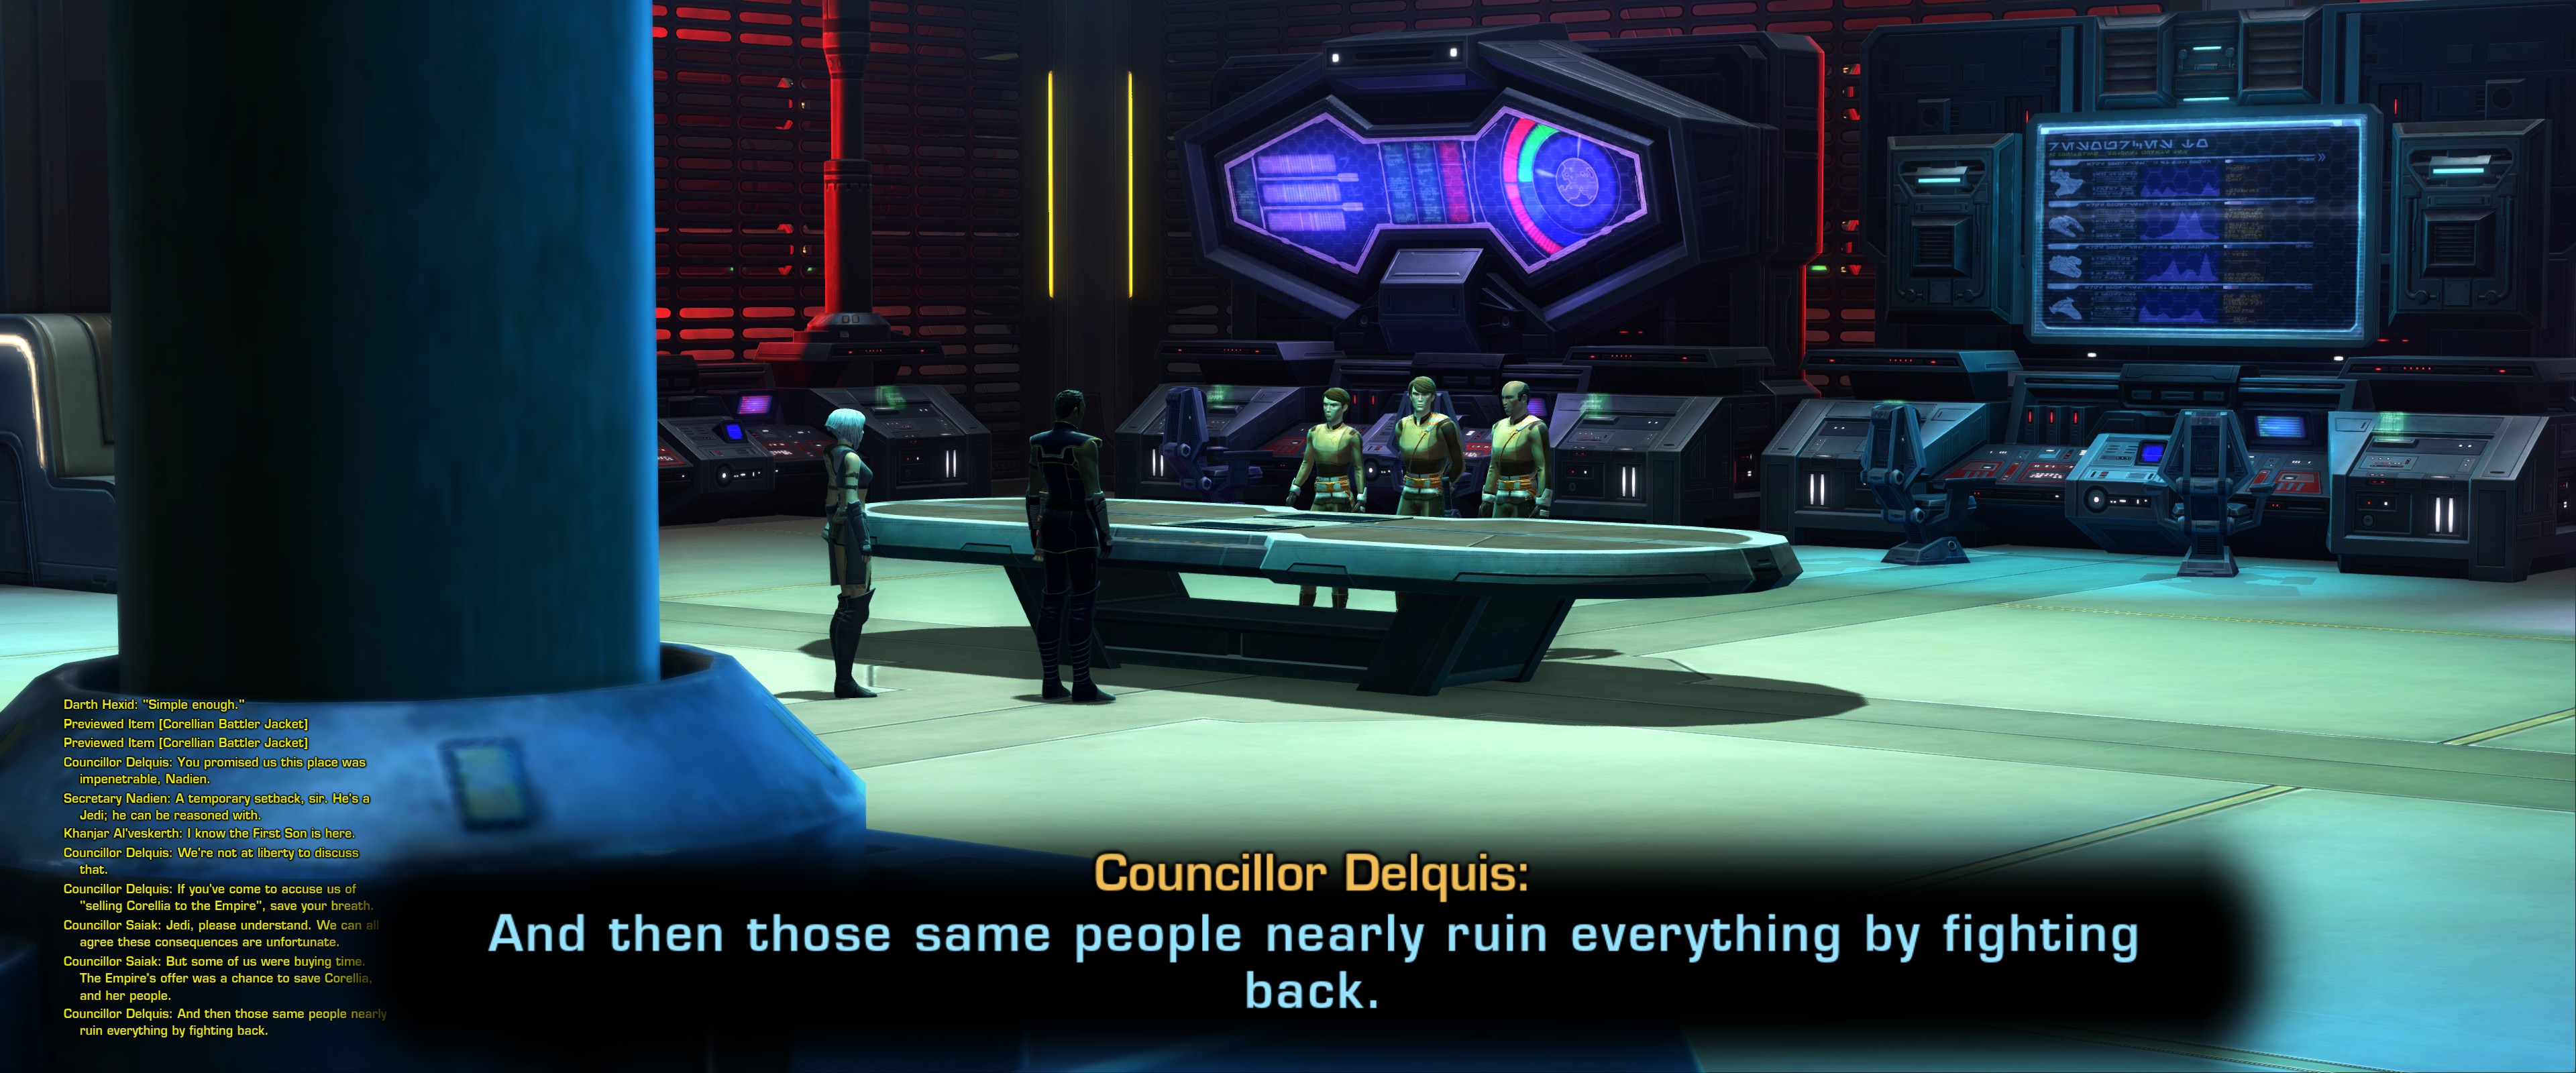 Darth Hexid: "Simple enough."
Previewed Item [Corellian Battler Jacket]
Previewed Item [Corellian Battler Jacket]
Councillor Delquis: You promised us this place was
impenetrable, Nadien.
Secretary Nadien: A temporary setback, sir. He's a
Jedi; he can be reasoned with.
Khanjar Al'veskerth: I know the First Son is here.
Councillor Delquis: We're not at liberty to discuss
that.
Councillor Delquis: If you've come to accuse us of
"selling Corellia to the Empire", save your breath.
Councillor Saiak: Jedi, please understand. We can all
agree these consequences are unfortunate.
Councillor Saiak: But some of us were buying time.
The Empire's offer was a chance to save Corellia,
and her people.
Councillor Delquis: And then those same people nearly
ruin everything by fighting back.
Councillor Delquis:
And then those same people nearly ruin everything by fighting
back.